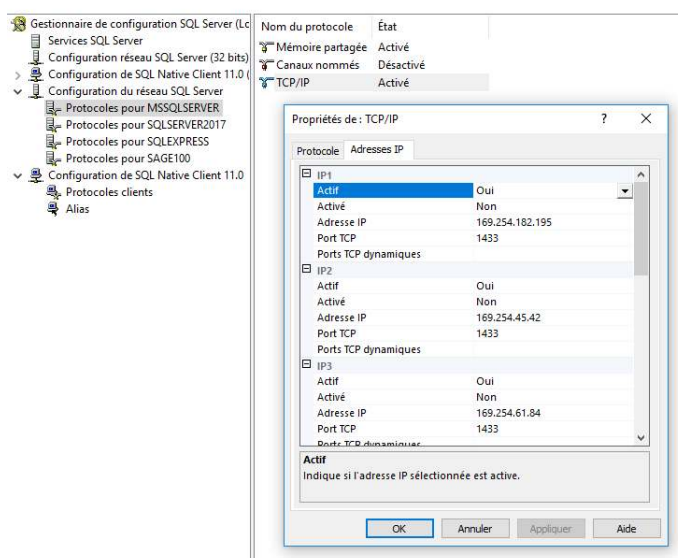 Gestionnaire de configuration SQL Server (Lc
Services SQL Server
Configuration réseau SQL Server (32 bits)
Configuration de SQL Native Client 11.0 (
Configuration du réseau SQL Server
Protocoles pour MSSQLSERVER
Protocoles pour SQLSERVER2017
Protocoles pour SQLEXPRESS
Protocoles pour SAGE100
Configuration de SQL Native Client 11.0
Protocoles clients
Alias
Nom du protocole État
Mémoire partagée Activé
Canaux nommés Désactivé
TCP/IP Activé
Propriétés de : TCP/IP ? X
Protocole Adresses IP
IP1
Actif Oui
Activé Non
Adresse IP 169.254.182.195
Port TCP 1433
Ports TCP dynamiques
IP2
Actif Oui
Activé Non
Adresse IP 169.254.45.42
Port TCP 1433
Ports TCP dynamiques
IP3
Actif Oui
Activé Non
Adresse IP 169.254.61.84
Port TCP 1433
Ports TCP dynamiques
Actif
Indique si l'adresse IP sélectionnée est active.
OK Annuler Appliquer Aide